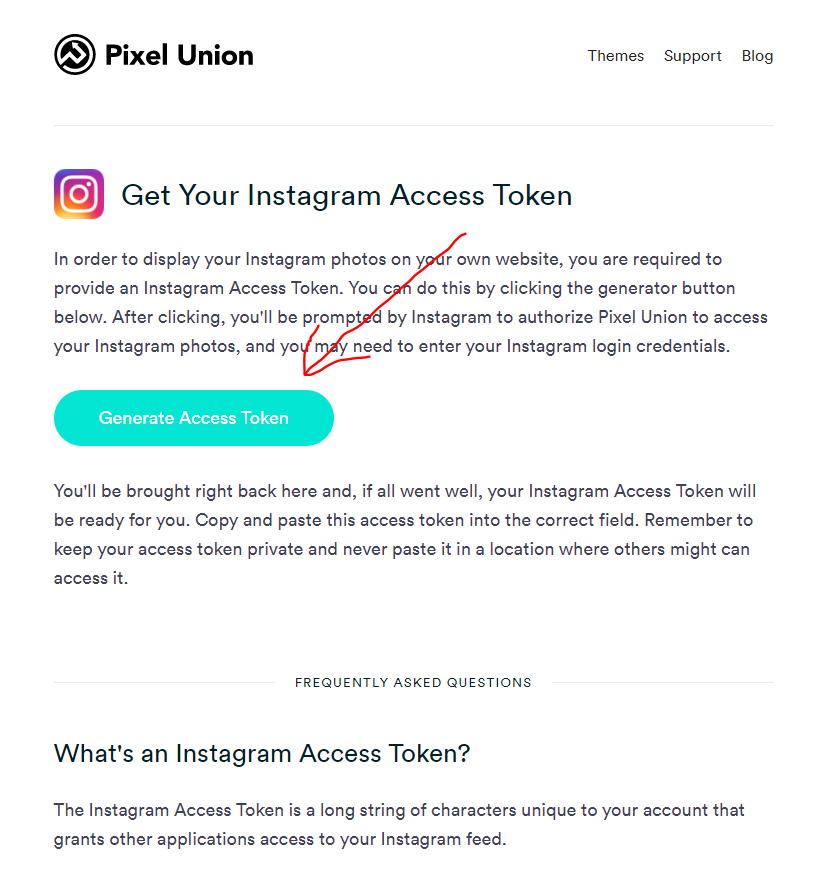 Pixel Union
Themes Support Blog
Get Your Instagram Access Token
In order to display your Instagram photos on your own website, you are required to
provide an Instagram Access Token. You can do this by clicking the generator button
below. After clicking, you'll be prompted by Instagram to authorize Pixel Union to access
your Instagram photos, and you may need to enter your Instagram login credentials.
Generate Access Token
You'll be brought right back here and, if all went well, your Instagram Access Token will
be ready for you. Copy and paste this access token into the correct field. Remember to
keep your access token private and never paste it in a location where others might can
access it.
FREQUENTLY ASKED QUESTIONS
What's an Instagram Access Token?
The Instagram Access Token is a long string of characters unique to your account that
grants other applications access to your Instagram feed.